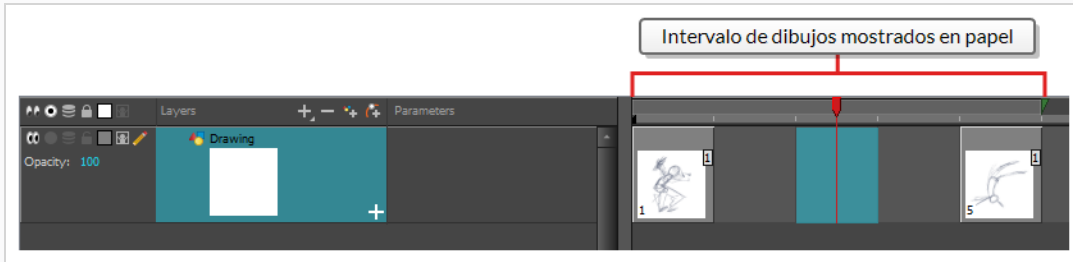 Intervalo de dibujos mostrados en papel
Layers
Parameters
Drawing
Opacity: 100
1
1
1
5